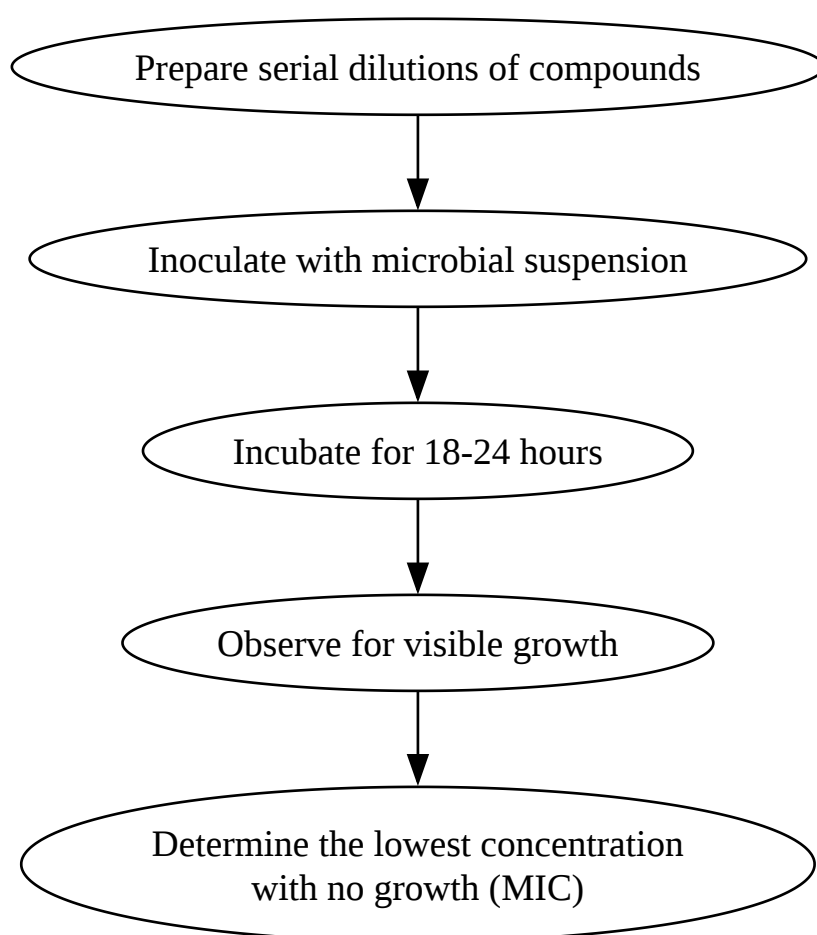 Prepare serial dilutions of compounds
Inoculate with microbial suspension
Incubate for 18-24 hours
Observe for visible growth
Determine the lowest concentration
with no growth (MIC)